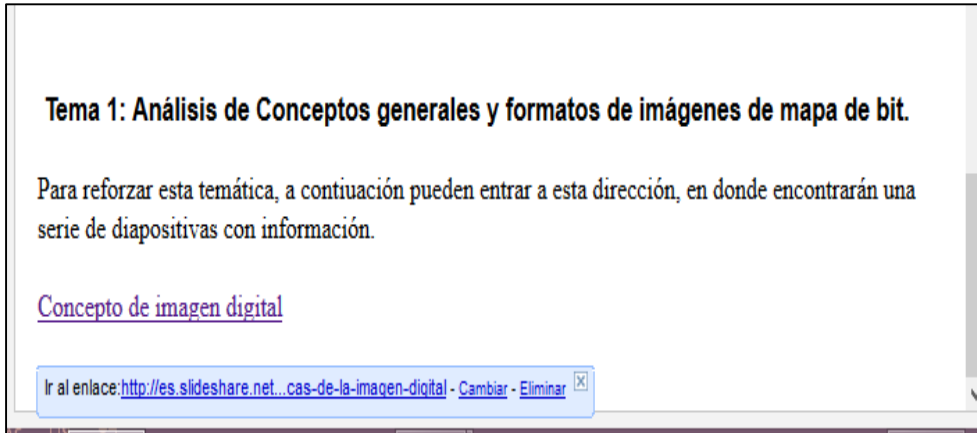 Tema 1: Análisis de Conceptos generales y formatos de imágenes de mapa de bit.
Para reforzar esta temática, a contiuación pueden entrar a esta dirección, en donde encontrarán una
serie de diapositivas con información.
Concepto de imagen digital
Ir al enlace:http://es.slideshare.net...cas-de-la-imagen-digital - Cambiar - Eliminar